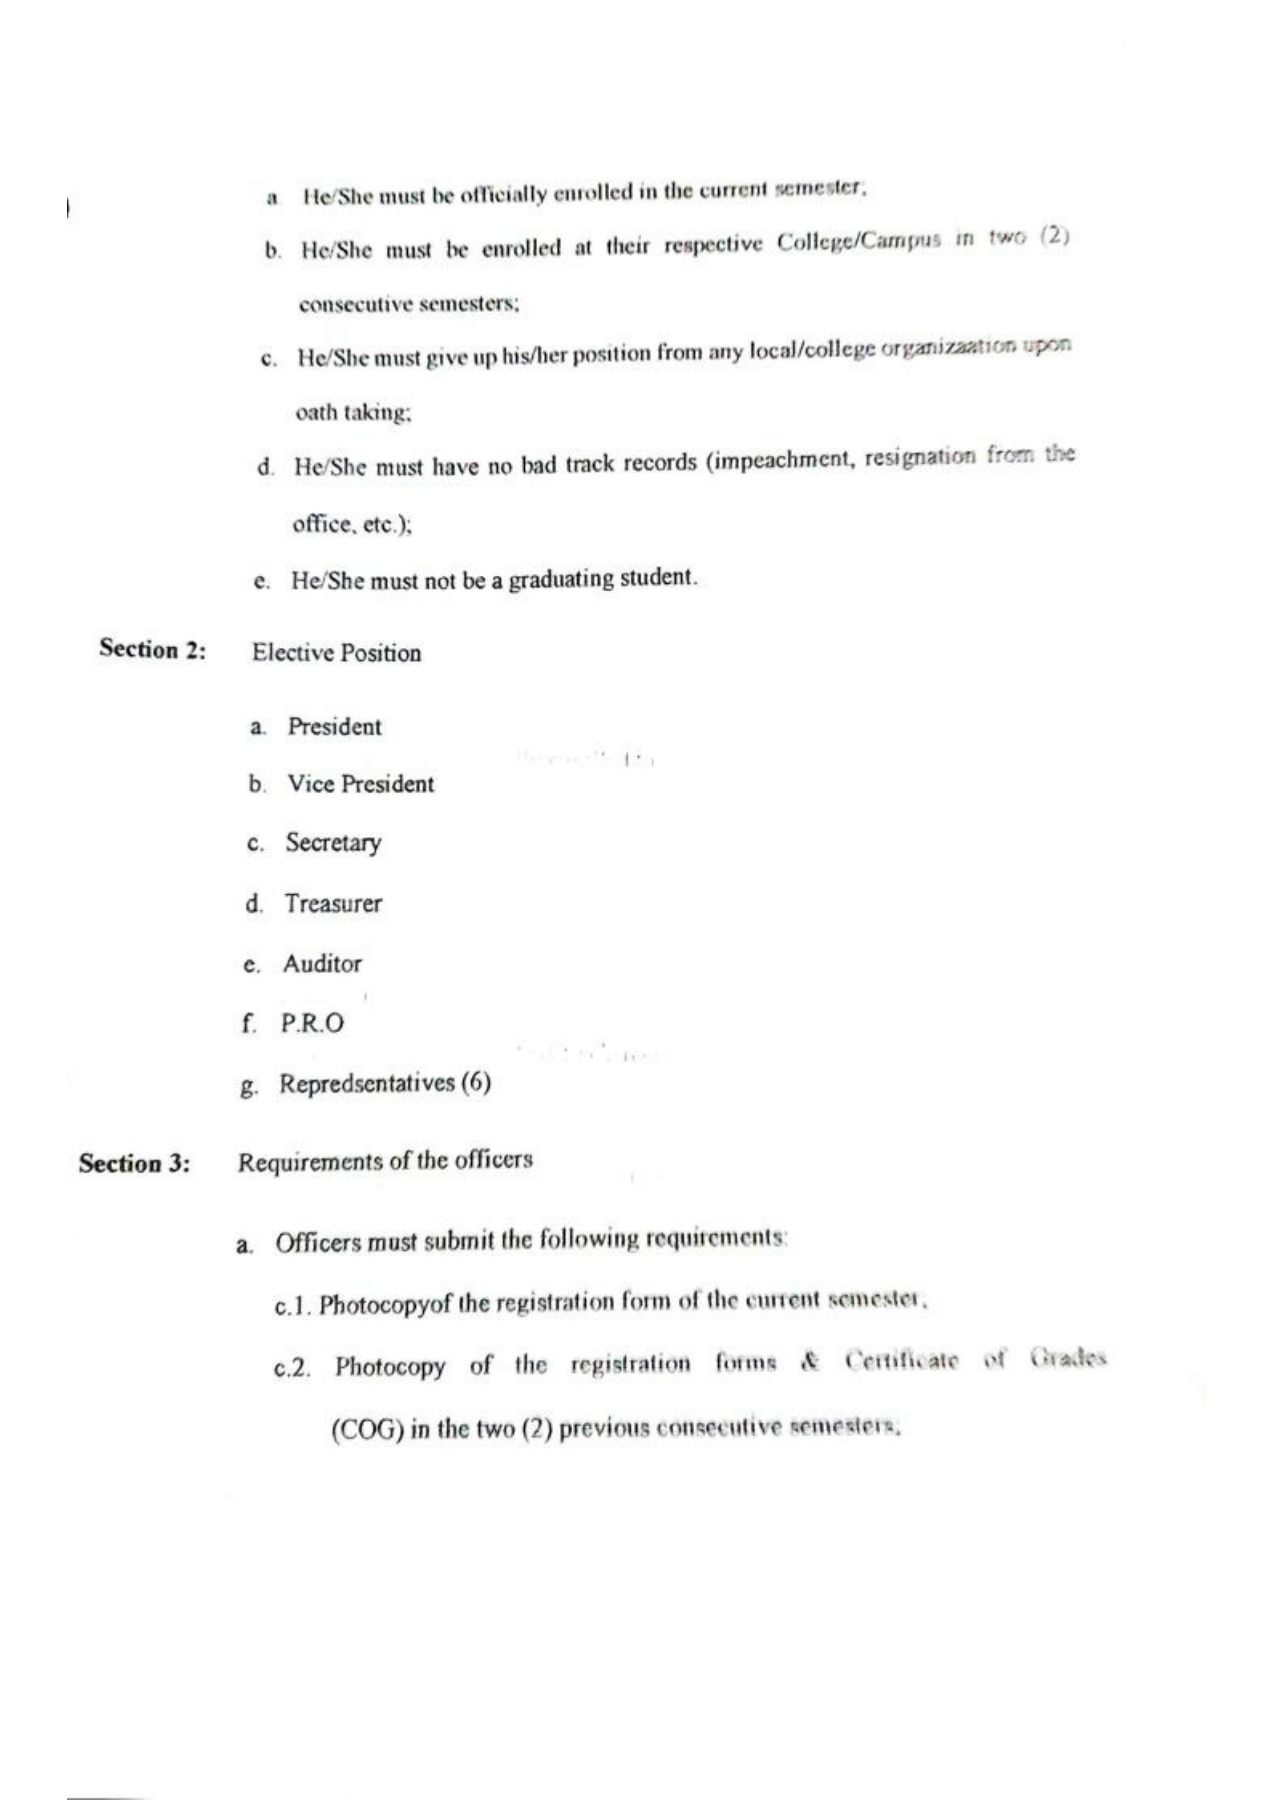 a He/She must be officially enrolled in the current semester;
b. He/She must be enrolled at their respective College/Campus in two (2)
consecutive semesters;
c. He/She must give up his/her position from any local/college organizaation upon
oath taking;
d. He/She must have no bad track records (impeachment, resignation from the
office, etc.);
e. He/She must not be a graduating student.
Section 2: Elective Position
a. President
b. Vice President
c. Secretary
d. Treasurer
e. Auditor
f. P.R.O
g. Repredsentatives (6)
Section 3: Requirements of the officers
a. Officers must submit the following requirements:
c.1. Photocopyof the registration form of the current semester;
c.2. Photocopy of the registration forms & Certificate of Grades
(COG) in the two (2) previous consecutive semesters;